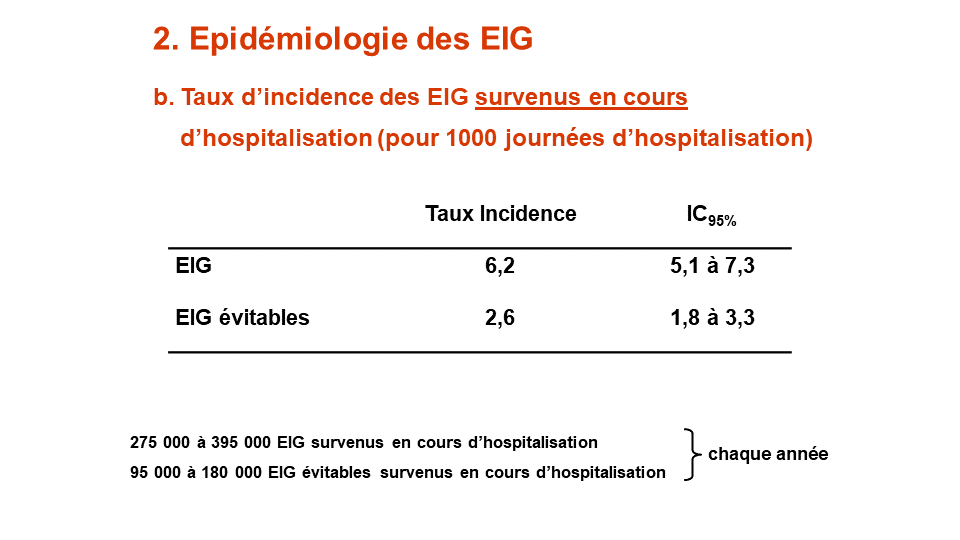 2. Epidémiologie des EIG
b. Taux d’incidence des EIG survenus en cours
d’hospitalisation (pour 1000 journées d’hospitalisation)
Taux Incidence IC95%
EIG 6,2 5,1 à 7,3
EIG évitables 2,6 1,8 à 3,3
275 000 à 395 000 EIG survenus en cours d’hospitalisation
chaque année
95 000 à 180 000 EIG évitables survenus en cours d’hospitalisation